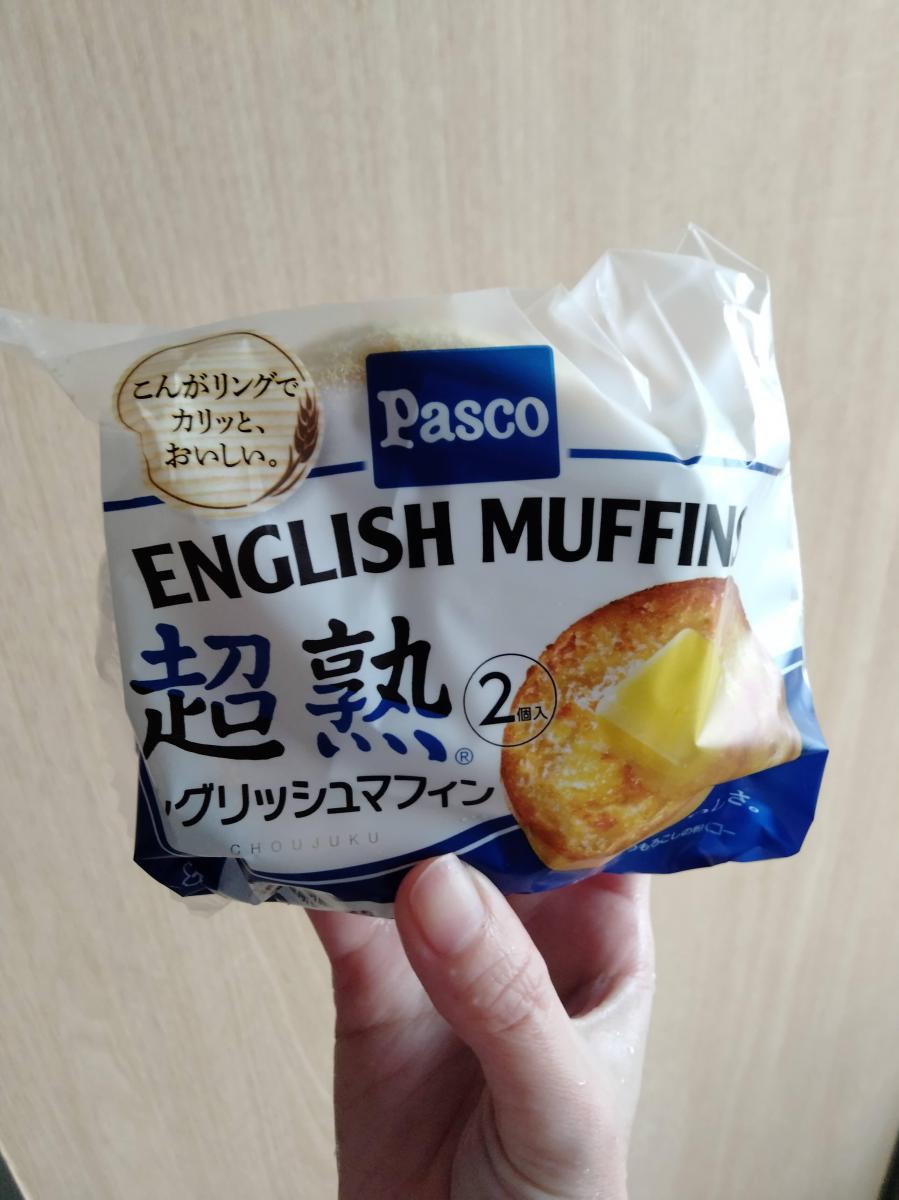 こんがリングで
カリッと、
おいしい。
Pasco
ENGLISH MUFFINS
超熟®
2個入
グリッシュマフィン
CHOUJUKU
さ。